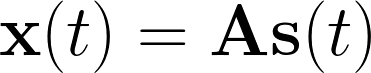 𝐱(t) = 𝐀𝐬(t)